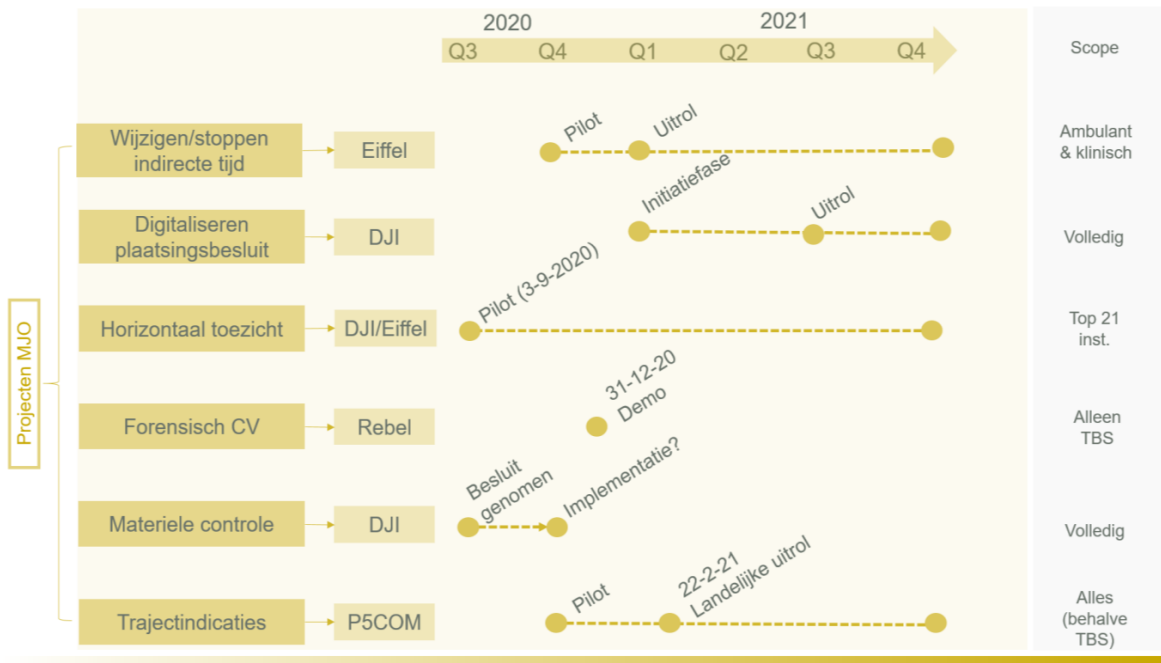 2020
2021
Q3
Q4
Q1
Q2
Q3
Q4
Scope
Projecten MJO
Wijzigen/stoppen
indirecte tijd
Eiffel
Pilot
Uitrol
Ambulant
& klinisch
Digitaliseren
plaatsingsbesluit
DJI
Initiatiefase
Uitrol
Volledig
Horizontaal toezicht
DJI/Eiffel
Pilot (3-9-2020)
Top 21
inst.
Forensisch CV
Rebel
31-12-20
Demo
Alleen
TBS
Materiele controle
DJI
Besluit
genomen
Implementatie?
Volledig
Trajectindicaties
P5COM
Pilot
22-2-21
Landelijke uitrol
Alles
(behalve
TBS)